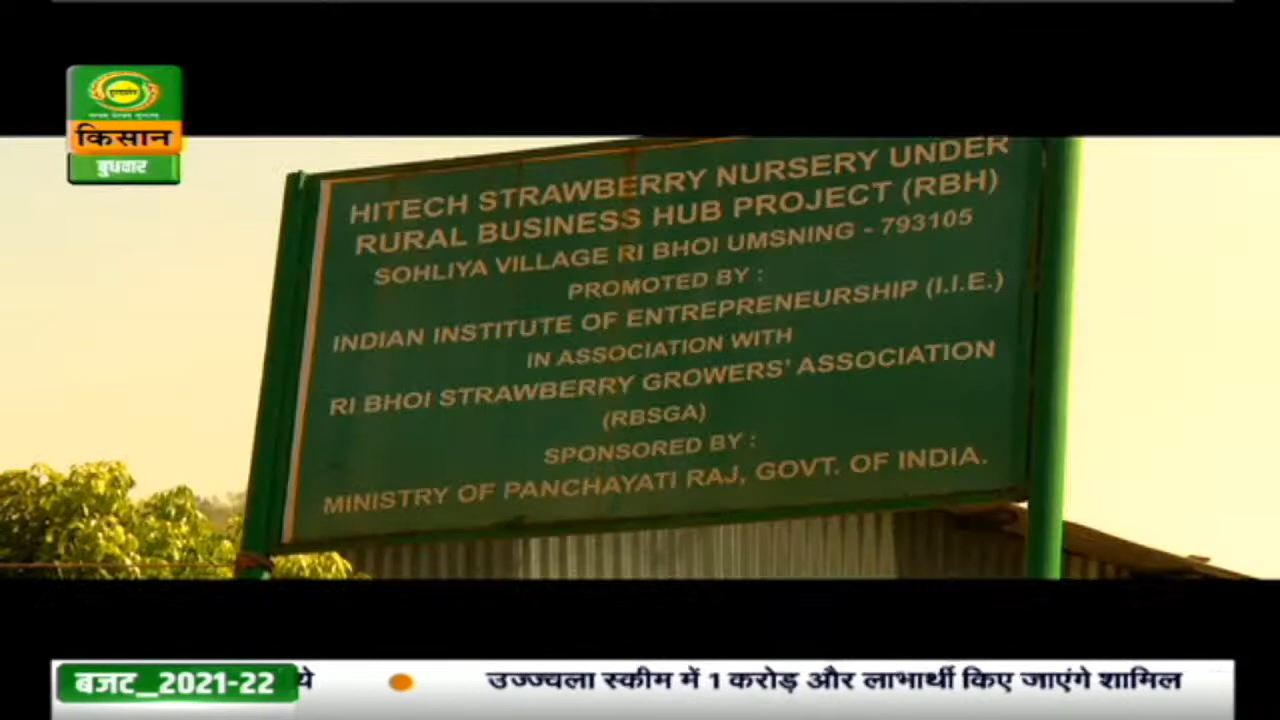 किसान
बुधवार
HITECH STRAWBERRY NURSERY UNDER
RURAL BUSINESS HUB PROJECT (RBH)
SOHLIYA VILLAGE RI BHOI UMSNING - 793105
PROMOTED BY :
INDIAN INSTITUTE OF ENTREPRENEURSHIP (I.I.E.)
IN ASSOCIATION WITH
RI BHOI STRAWBERRY GROWERS' ASSOCIATION
(RBSGA)
SPONSORED BY :
MINISTRY OF PANCHAYATI RAJ, GOVT. OF INDIA.
बजट_2021-22 ये उज्ज्वला स्कीम में 1 करोड़ और लाभार्थी किए जाएंगे शामिल